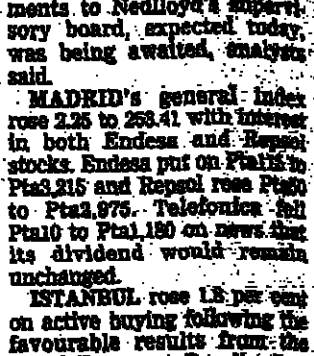 ments to Nedlloyd's supervi-
sory board, expected today,
was being awaited, analysts
said.
MADRID's general index
rose 2.25 to 253.41 with interest
in both Endesa and Repsol
stocks. Endesa put on to
Pta3,215 and Repsol rose
to Pta2,975. Telefonica fell
Pta10 to Pta1,180 on news that
its dividend would remain
unchanged.
ISTANBUL rose 1.8 per cent
on active buying following the
favourable results from the